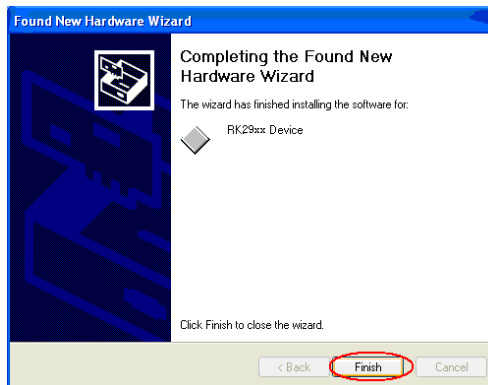 Found New Hardware Wizard
Completing the Found New
Hardware Wizard
The wizard has finished installing the software for:
RK29xx Device
Click Finish to close the wizard.
< Back Finish Cancel